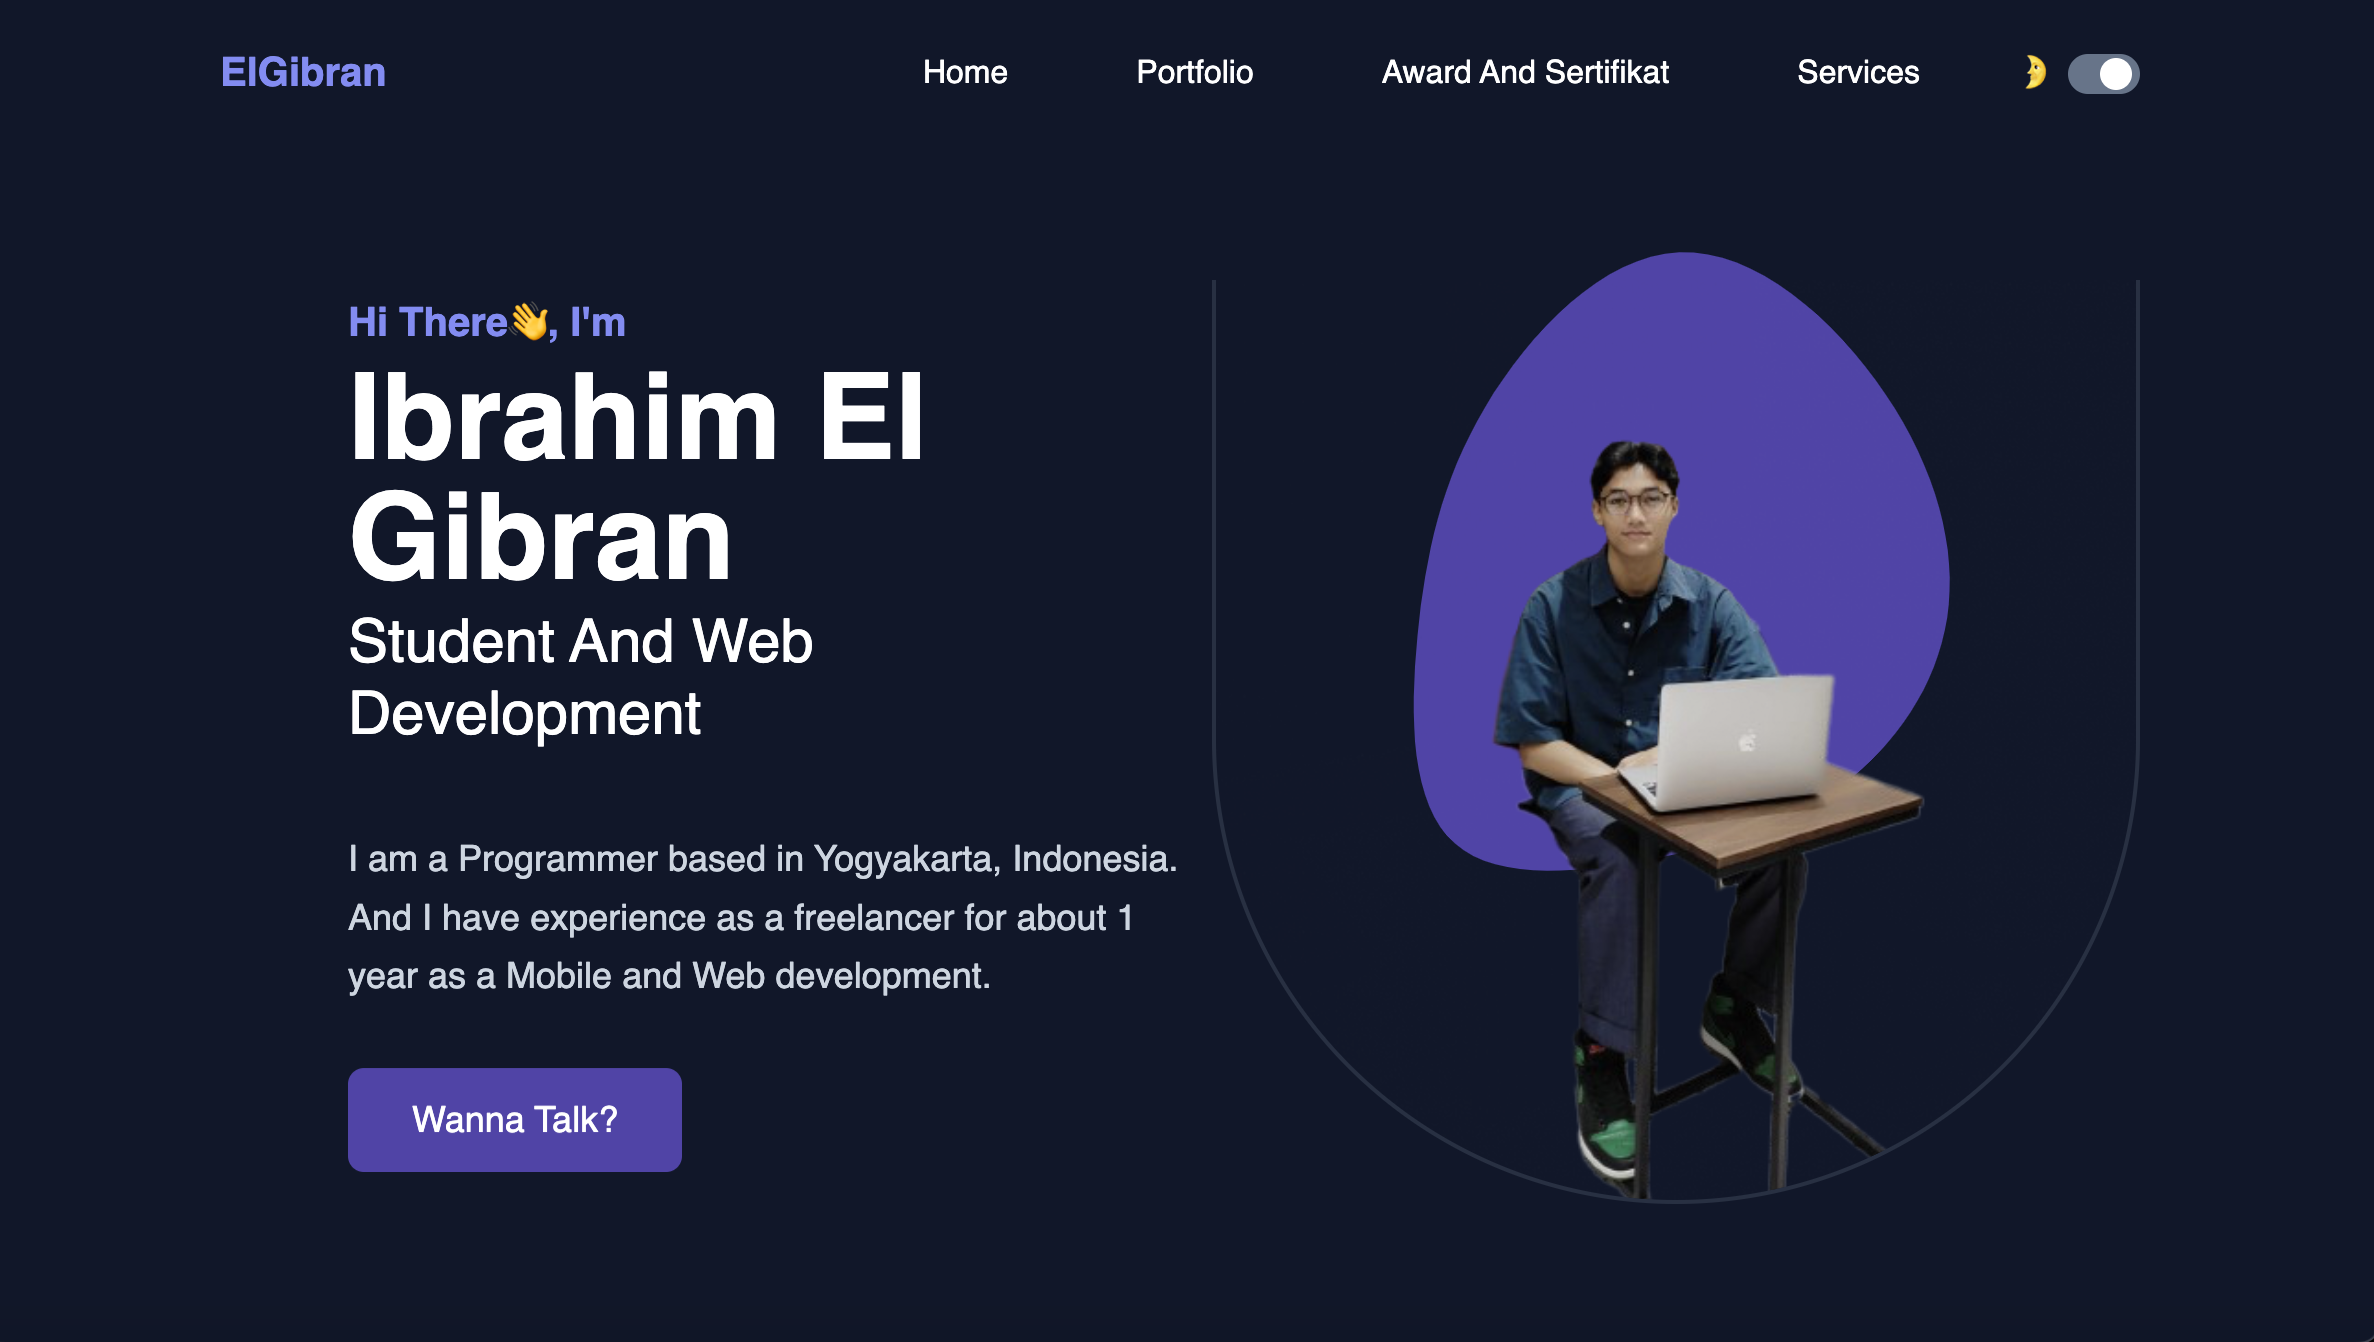 ElGibran
Home Portfolio Award And Sertifikat Services 🌛
Hi There👋, I'm
Ibrahim El
Gibran
Student And Web
Development
I am a Programmer based in Yogyakarta, Indonesia.
And I have experience as a freelancer for about 1
year as a Mobile and Web development.
Wanna Talk?